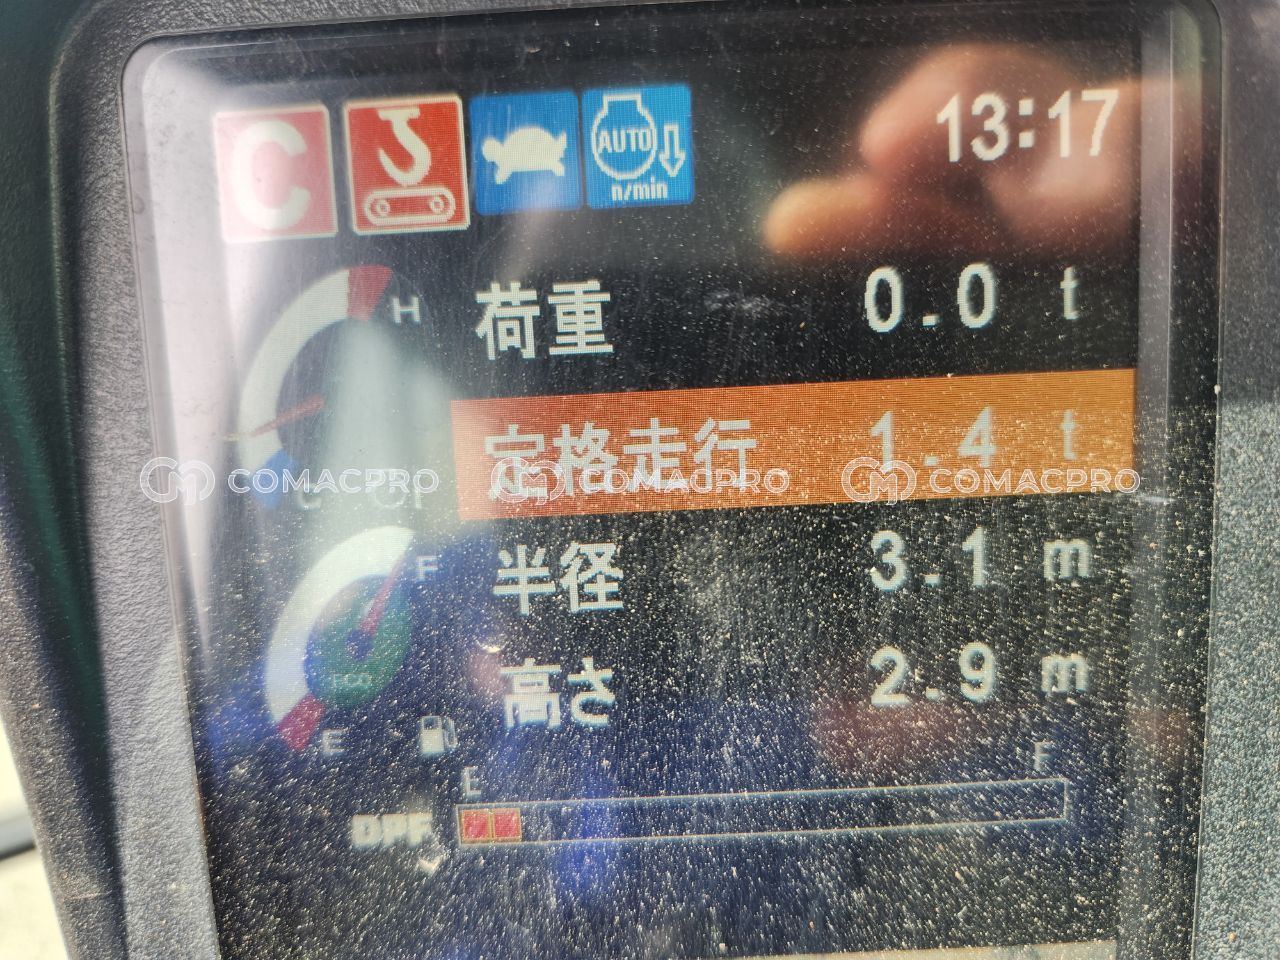 C
AUTO
n/min
13:17
H
荷重 0.0 t
定格走行 1.4 t
COMACPRO COMACPRO COMACPRO
半径 3.1 m
F
ECO
高さ 2.9 m
E
E F
DPF